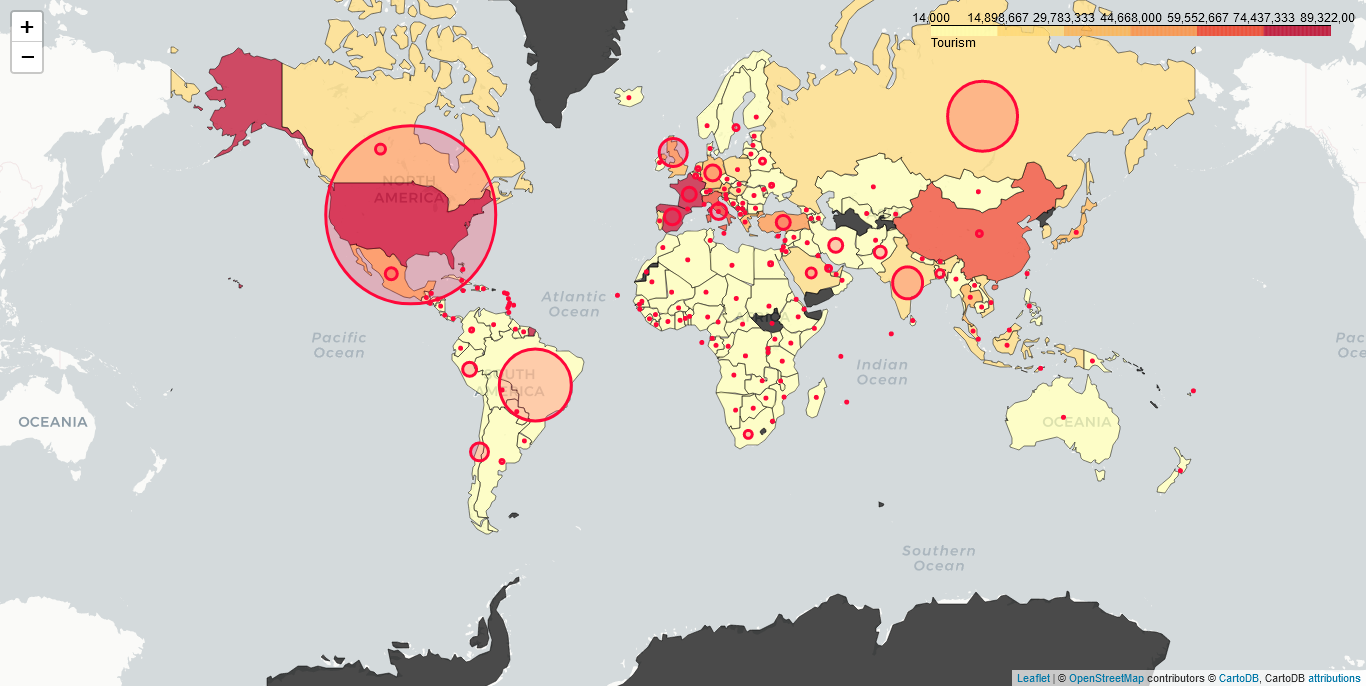 +
−
14,000 14,898,667 29,783,333 44,668,000 59,552,667 74,437,333 89,322,00
Tourism
NORTH
AMERICA
Atlantic
Ocean
Pacific
Ocean
Pac
Oce
Indian
Ocean
SOUTH
AMERICA
AFRICA
OCEANIA
OCEANIA
Southern
Ocean
Leaflet | © OpenStreetMap contributors © CartoDB, CartoDB attributions